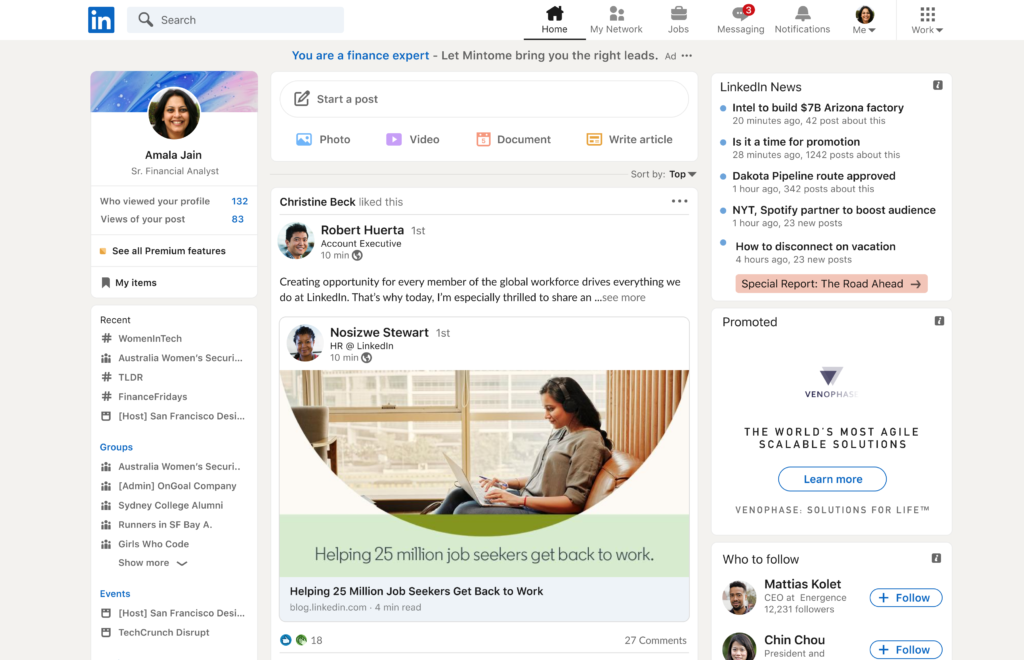 in
Search
Home
My Network
Jobs
3
Messaging
Notifications
Me
Work
You are a finance expert - Let Mintome bring you the right leads. Ad ···
Amala Jain
Sr. Financial Analyst
Who viewed your profile 132
Views of your post 83
See all Premium features
My items
Recent
# WomenInTech
Australia Women's Securi...
# TLDR
# FinanceFridays
[Host] San Francisco Desi...
Groups
Australia Women's Securi..
[Admin] OnGoal Company
Sydney College Alumni
Runners in SF Bay A.
Girls Who Code
Show more
Events
[Host] San Francisco Desi...
TechCrunch Disrupt
Start a post
Photo
Video
Document
Write article
Sort by: Top
Christine Beck liked this
Robert Huerta 1st
Account Executive
10 min
Creating opportunity for every member of the global workforce drives everything we
do at LinkedIn. That's why today, I'm especially thrilled to share an ...see more
Nosizwe Stewart 1st
HR @ LinkedIn
10 min
Helping 25 million job seekers get back to work.
Helping 25 Million Job Seekers Get Back to Work
blog.linkedin.com · 4 min read
18
27 Comments
LinkedIn News
Intel to build $7B Arizona factory
20 minutes ago, 42 post about this
Is it a time for promotion
28 minutes ago, 1242 posts about this
Dakota Pipeline route approved
1 hour ago, 342 posts about this
NYT, Spotify partner to boost audience
1 hour ago, 23 new posts
How to disconnect on vacation
4 hours ago, 23 new posts
Special Report: The Road Ahead →
Promoted
VENOPHASE
THE WORLD'S MOST AGILE
SCALABLE SOLUTIONS
Learn more
VENOPHASE: SOLUTIONS FOR LIFE™
Who to follow
Mattias Kolet
CEO at Energence
12,231 followers
+ Follow
Chin Chou
President and
+ Follow